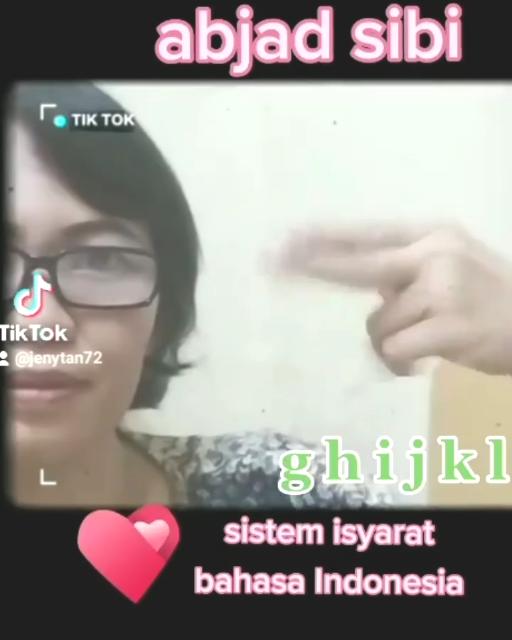 abjad sibi
TIK TOK
TikTok
@jenytan72
g h i j k l
sistem isyarat
bahasa Indonesia